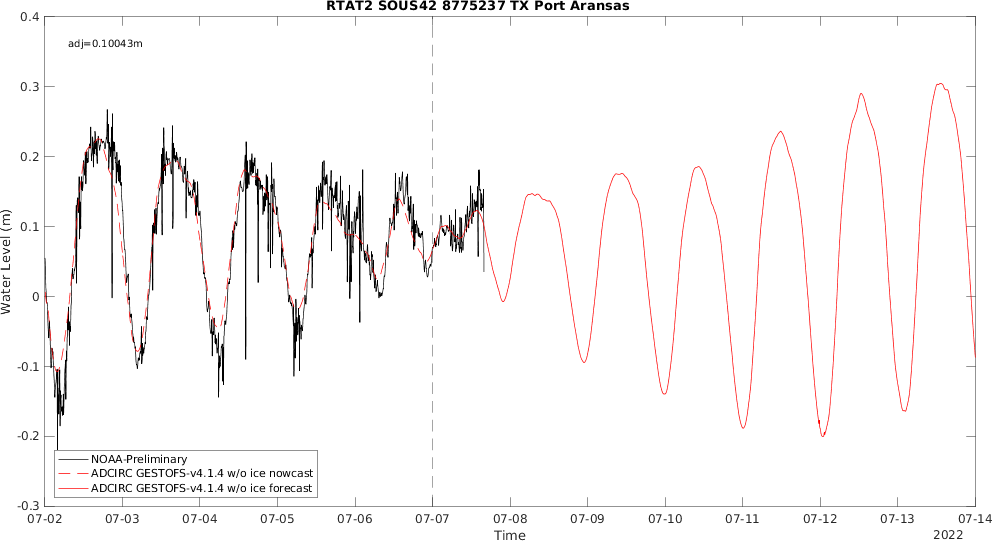 RTAT2 SOUS42 8775237 TX Port Aransas
0.4
adj=0.10043m
0.3
0.2
0.1
0
-0.1
-0.2
-0.3
Water Level (m)
NOAA-Preliminary
ADCIRC GESTOFS-v4.1.4 w/o ice nowcast
ADCIRC GESTOFS-v4.1.4 w/o ice forecast
07-02 07-03 07-04 07-05 07-06 07-07 07-08 07-09 07-10 07-11 07-12 07-13 07-14
Time
2022